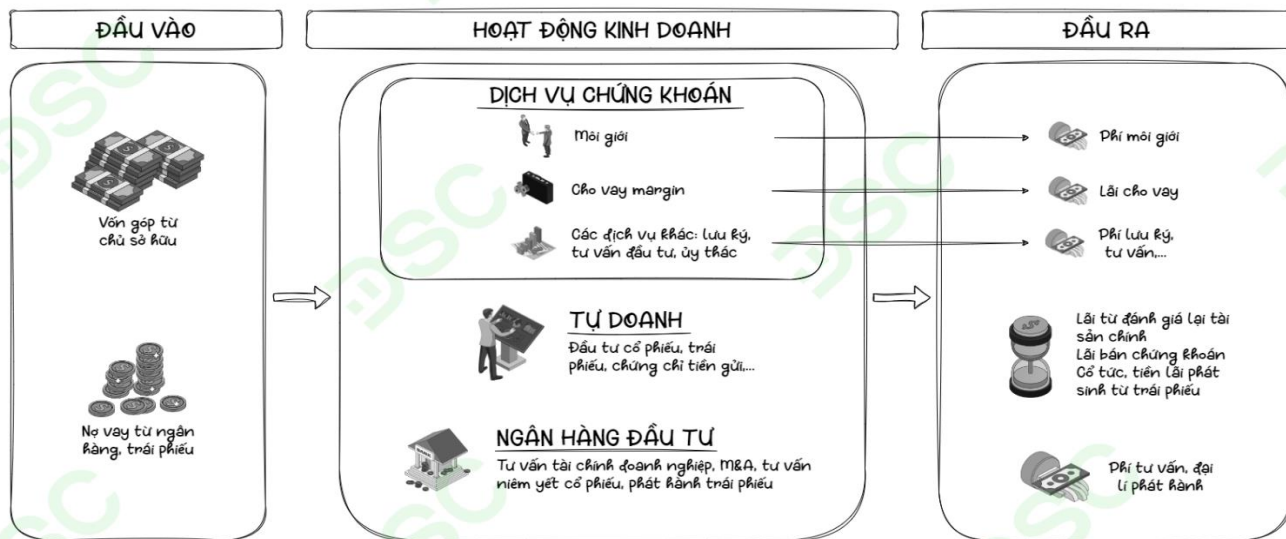 ĐẦU VÀO
HOẠT ĐỘNG KINH DOANH
ĐẦU RA
Vốn góp từ
chủ sở hữu
Nợ vay từ ngân
hàng, trái phiếu
DỊCH VỤ CHỨNG KHOÁN
Môi giới
Cho vay margin
Các dịch vụ khác: lưu ký,
tư vấn đầu tư, ủy thác
TỰ DOANH
Đầu tư cổ phiếu, trái
phiếu, chứng chỉ tiền gửi,...
NGÂN HÀNG ĐẦU TƯ
Tư vấn tài chính doanh nghiệp, M&A, tư vấn
niêm yết cổ phiếu, phát hành trái phiếu
Phí môi giới
Lãi cho vay
Phí lưu ký,
tư vấn,...
Lãi từ đánh giá lại tài
sản chính
Lãi bán chứng khoán
Cổ tức, tiền lãi phát
sinh từ trái phiếu
Phí tư vấn, đại
lí phát hành
DSC
DSC
DSC
DSC